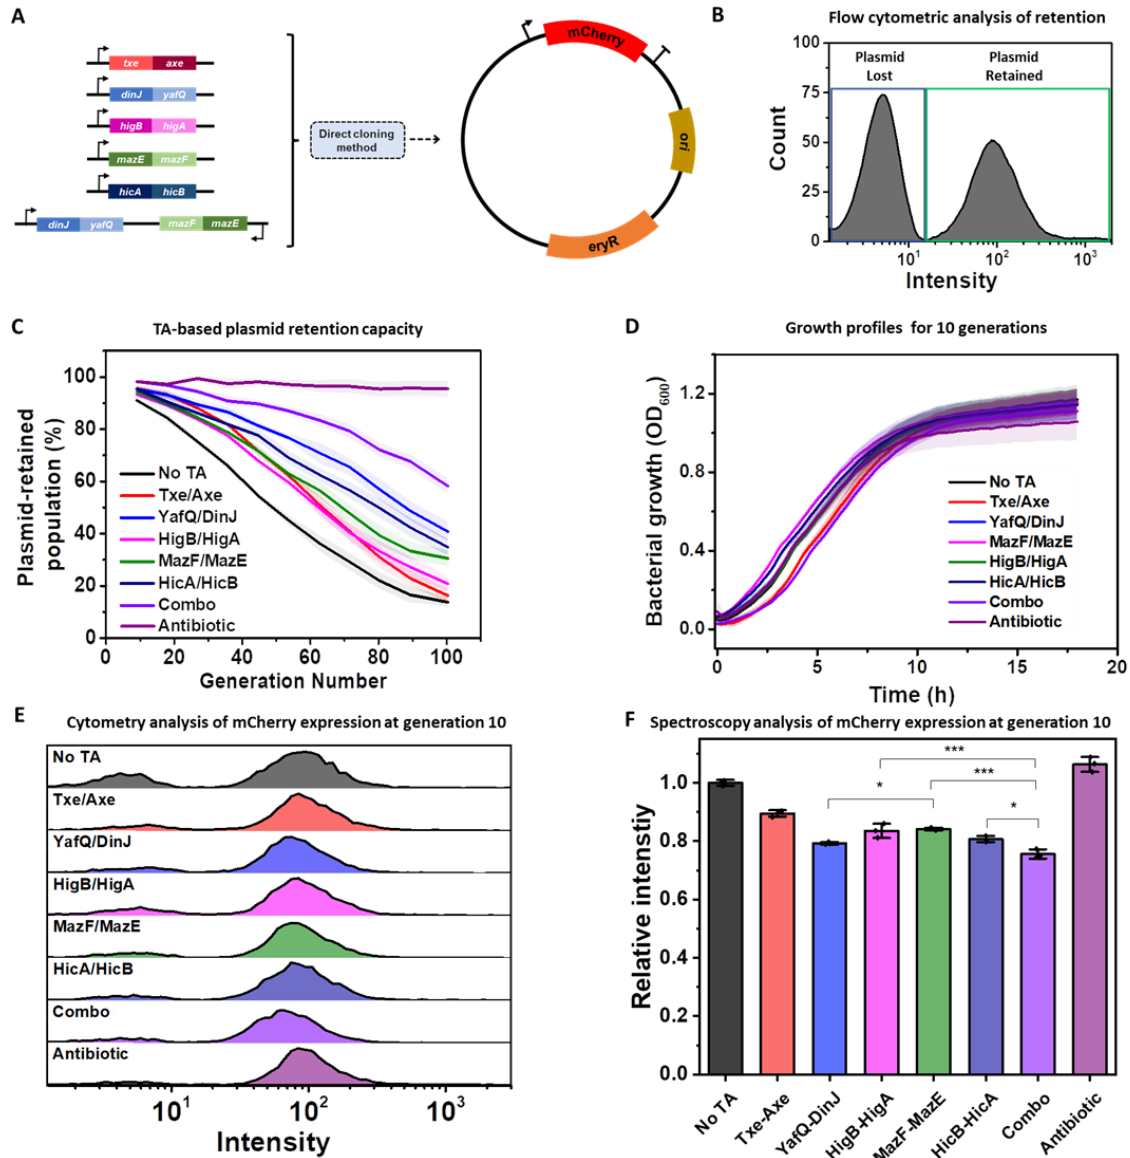 A
txe axe
dinJ yafQ
higB higA
mazE mazF
hicA hicB
dinJ yafQ mazF mazE
Direct cloning
method
mCherry
ori
eryR
B
Flow cytometric analysis of retention
Plasmid
Lost
Plasmid
Retained
100
75
50
25
0
Count
10¹ 10² 10³
Intensity
C
TA-based plasmid retention capacity
100
80
60
40
20
0
Plasmid-retained
population (%)
No TA
Txe/Axe
YafQ/DinJ
HigB/HigA
MazF/MazE
HicA/HicB
Combo
Antibiotic
0 20 40 60 80 100
Generation Number
D
Growth profiles for 10 generations
1.2
0.8
0.4
0.0
Bacterial growth (OD₆₀₀)
No TA
Txe/Axe
YafQ/DinJ
MazF/MazE
HigB/HigA
HicA/HicB
Combo
Antibiotic
0 5 10 15 20
Time (h)
E
Cytometry analysis of mCherry expression at generation 10
No TA
Txe/Axe
YafQ/DinJ
HigB/HigA
MazF/MazE
HicA/HicB
Combo
Antibiotic
10¹ 10² 10³
Intensity
F
Spectroscopy analysis of mCherry expression at generation 10
***
***
*
*
1.0
0.8
0.6
0.4
0.2
0.0
Relative intenstiy
No TA
Txe-Axe
YafQ-DinJ
HigB-HigA
MazF-MazE
HicB-HicA
Combo
Antibiotic